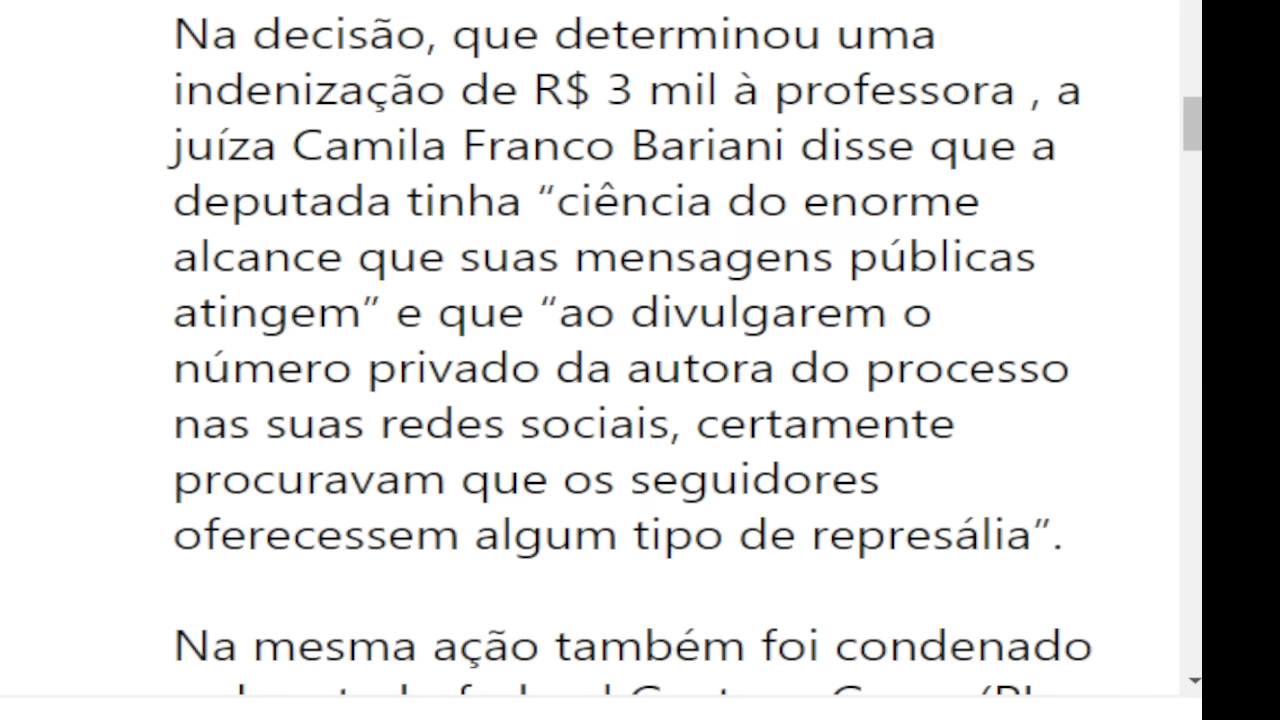 Na decisão, que determinou uma
indenização de R$ 3 mil à professora , a
juíza Camila Franco Bariani disse que a
deputada tinha “ciência do enorme
alcance que suas mensagens públicas
atingem” e que “ao divulgarem o
número privado da autora do processo
nas suas redes sociais, certamente
procuravam que os seguidores
oferecessem algum tipo de represália”.
Na mesma ação também foi condenado